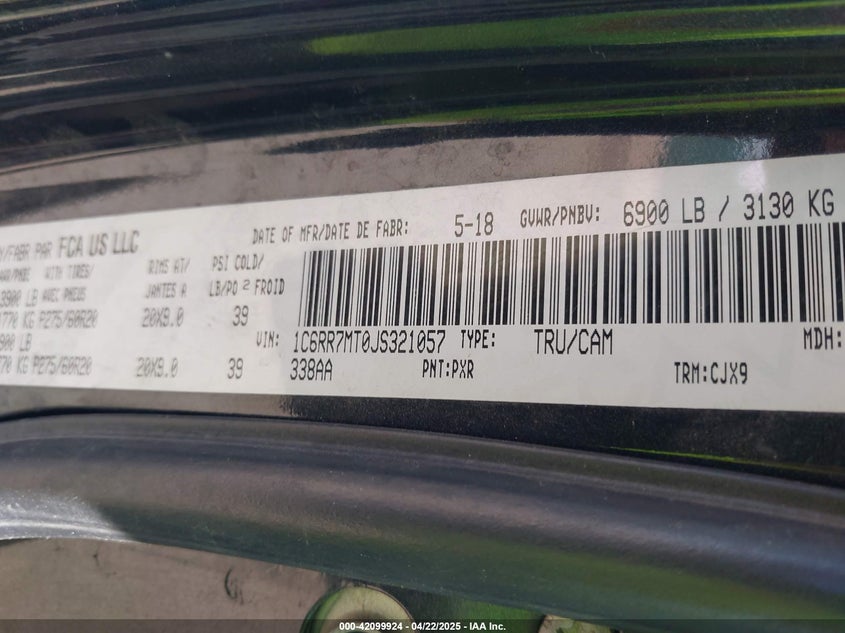 /FABR PAR FCA US LLC DATE OF MFR/DATE DE FABR: 5-18 GVWR/PNBV: 6900 LB / 3130 KG
WITH TIRES/ RIMS AT/ PSI COLD/
3900 LB AVEC PNEUS JANTES A LB/PO 2 FROID
1770 KG P275/60R20 20X9.0 39
VIN: 1C6RR7MT0JS321057 TYPE: TRU/CAM MDH:
900 LB
770 KG P275/60R20 20X9.0 39 338AA PNT:PXR TRM:CJX9
000-42099924 - 04/22/2025 - IAA Inc.